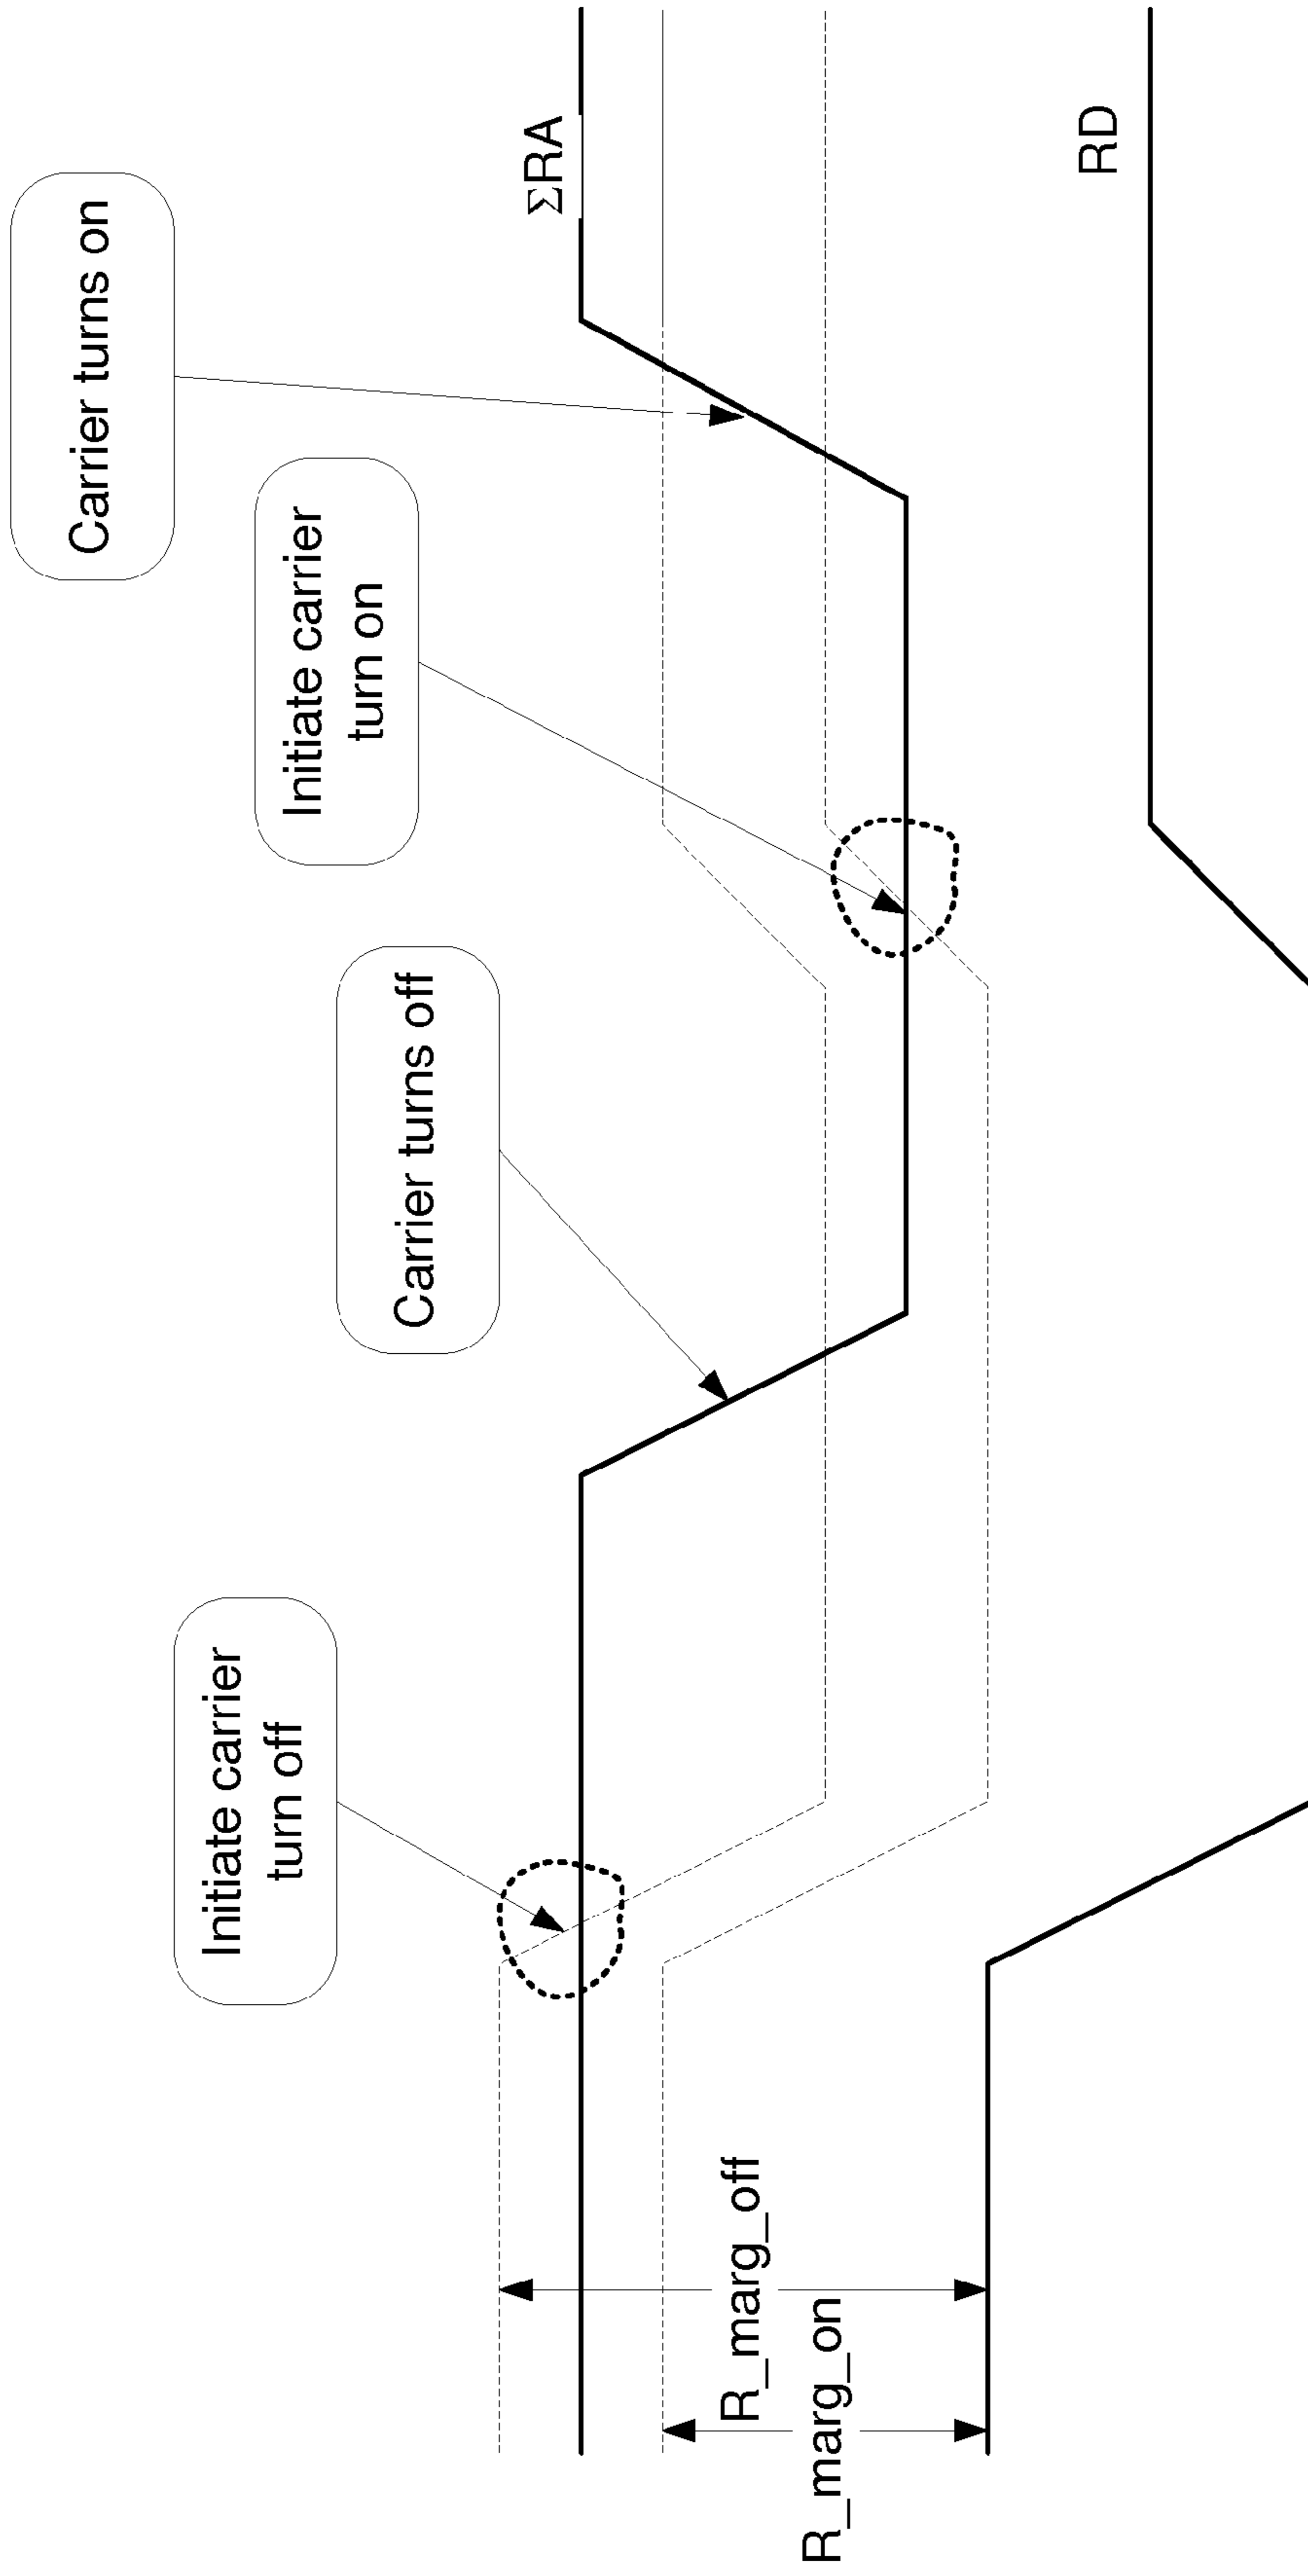 Initiate carrier
turn off
Carrier turns off
Initiate carrier
turn on
Carrier turns on
ΣRA
R_marg_off
R_marg_on
RD